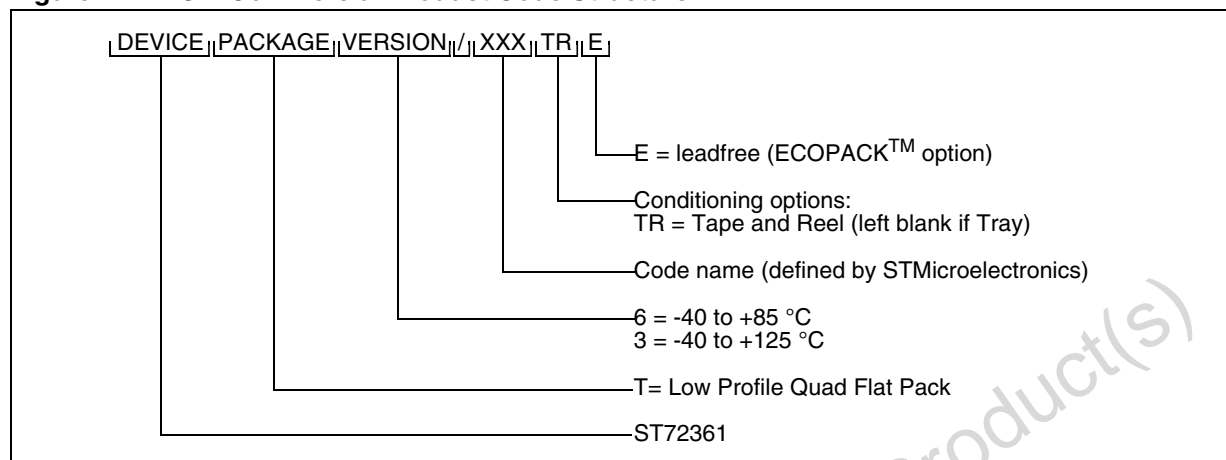 DEVICE PACKAGE VERSION / XXX TR E
E = leadfree (ECOPACK™ option)
Conditioning options:
TR = Tape and Reel (left blank if Tray)
Code name (defined by STMicroelectronics)
6 = -40 to +85 °C
3 = -40 to +125 °C
T= Low Profile Quad Flat Pack
ST72361